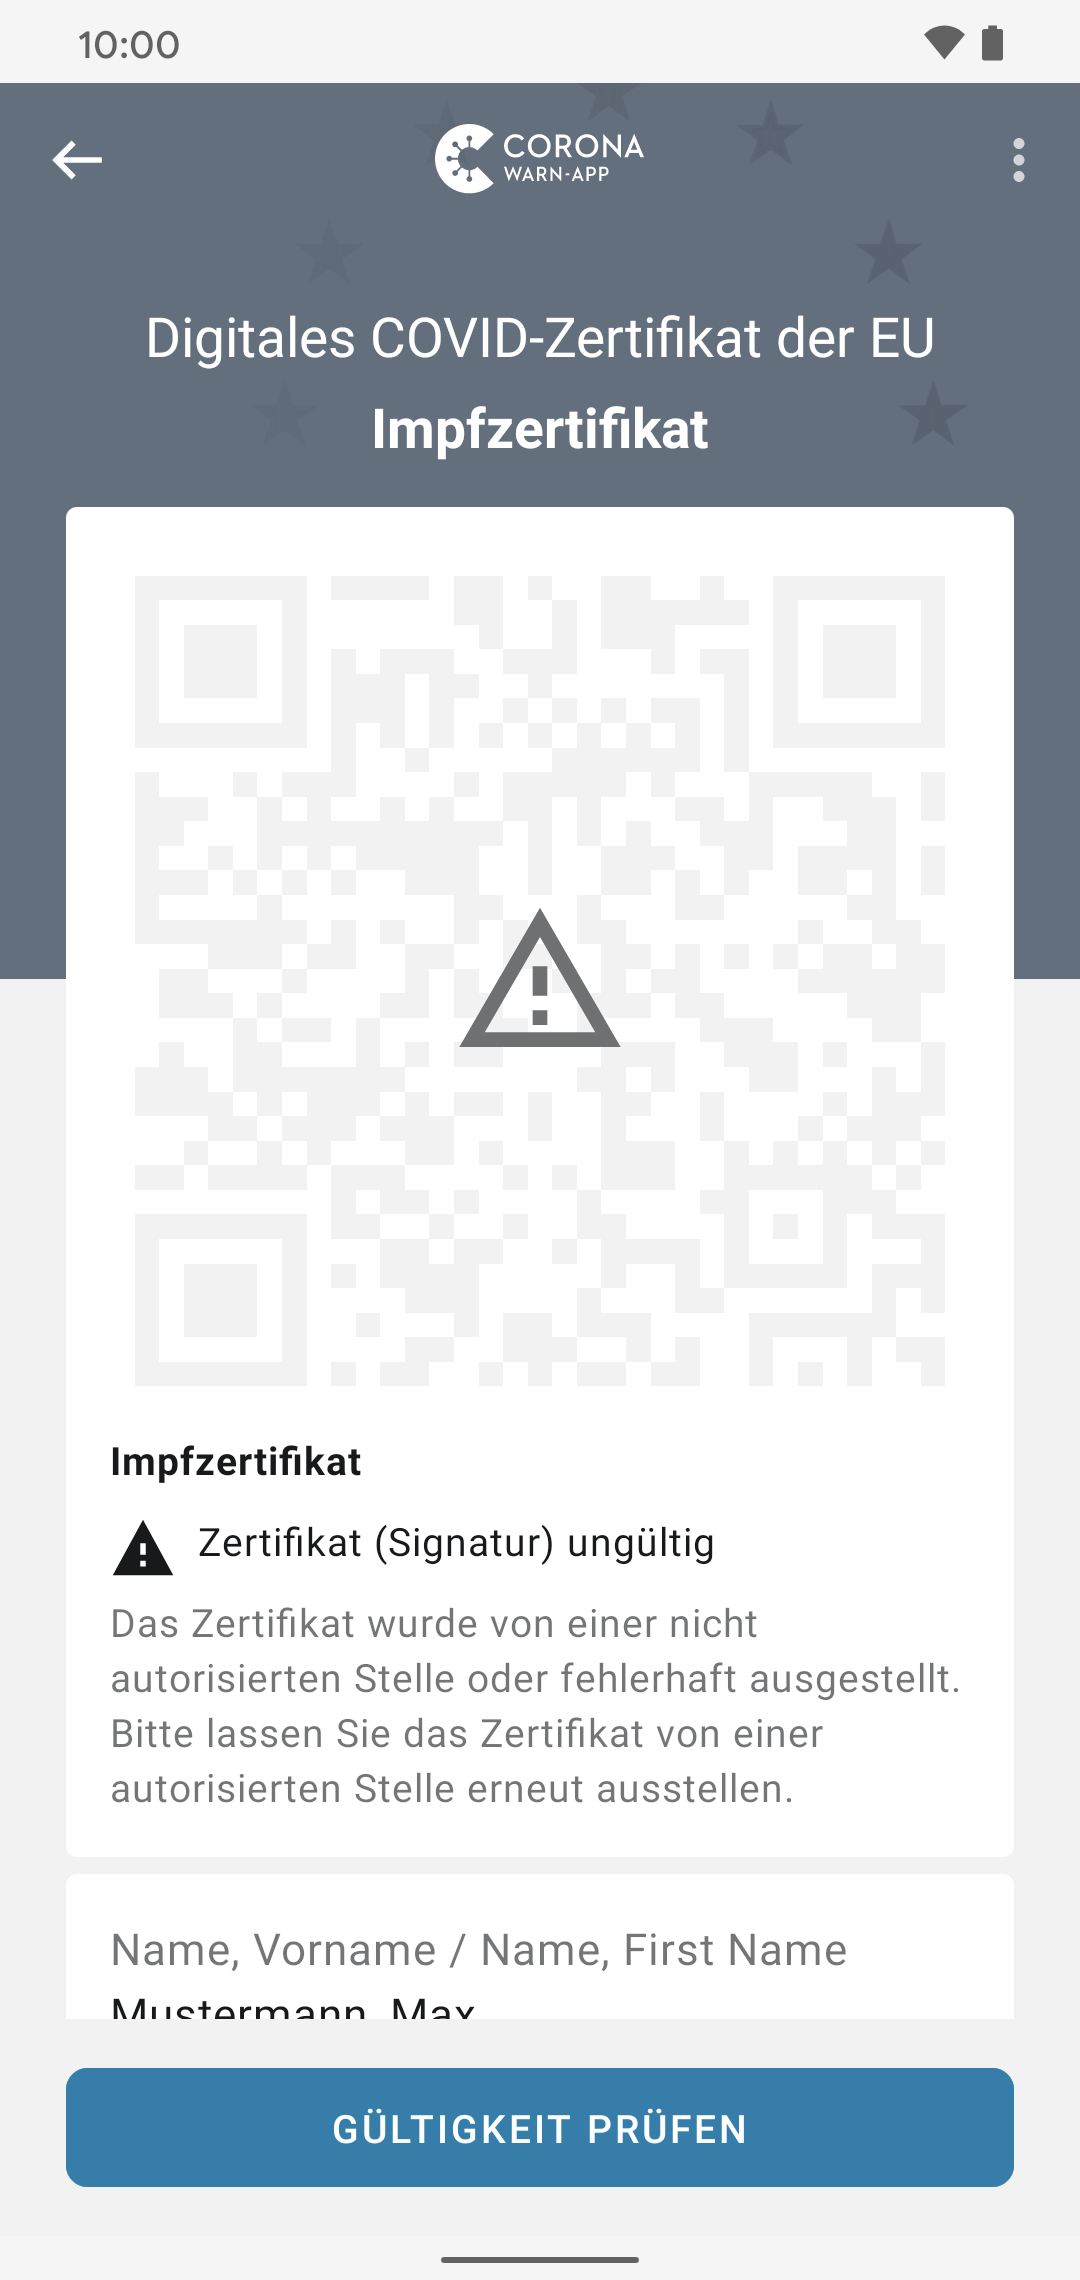 10:00
CORONA
WARN-APP
Digitales COVID-Zertifikat der EU
Impfzertifikat
Impfzertifikat
Zertifikat (Signatur) ungültig
Das Zertifikat wurde von einer nicht
autorisierten Stelle oder fehlerhaft ausgestellt.
Bitte lassen Sie das Zertifikat von einer
autorisierten Stelle erneut ausstellen.
Name, Vorname / Name, First Name
Mustermann, Max
GÜLTIGKEIT PRÜFEN